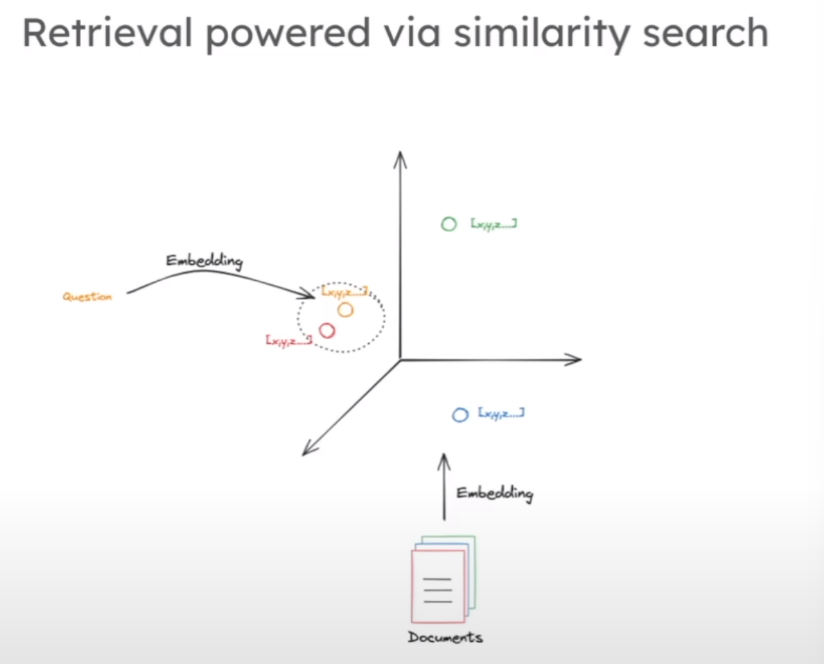 Retrieval powered via similarity search
[x,y,z...]
Embedding
Question
[x,y,z...]
[x,y,z...]
[x,y,z...]
Embedding
Documents